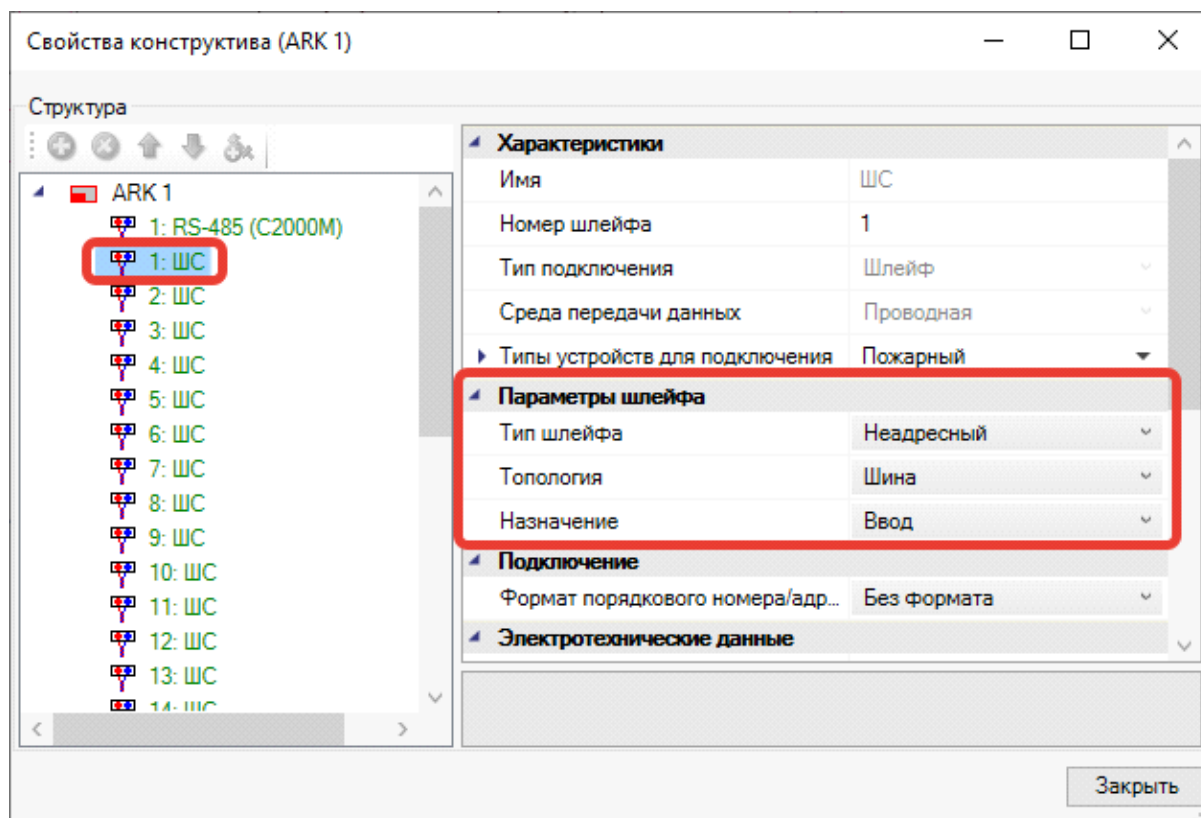 Свойства конструктива (ARK 1)
Структура
ARK 1
1: RS-485 (С2000М)
1: ШС
2: ШС
3: ШС
4: ШС
5: ШС
6: ШС
7: ШС
8: ШС
9: ШС
10: ШС
11: ШС
12: ШС
13: ШС
14: ШС
Характеристики
Имя ШС
Номер шлейфа 1
Тип подключения Шлейф
Среда передачи данных Проводная
Типы устройств для подключения Пожарный
Параметры шлейфа
Тип шлейфа Неадресный
Топология Шина
Назначение Ввод
Подключение
Формат порядкового номера/адр... Без формата
Электротехнические данные
Закрыть